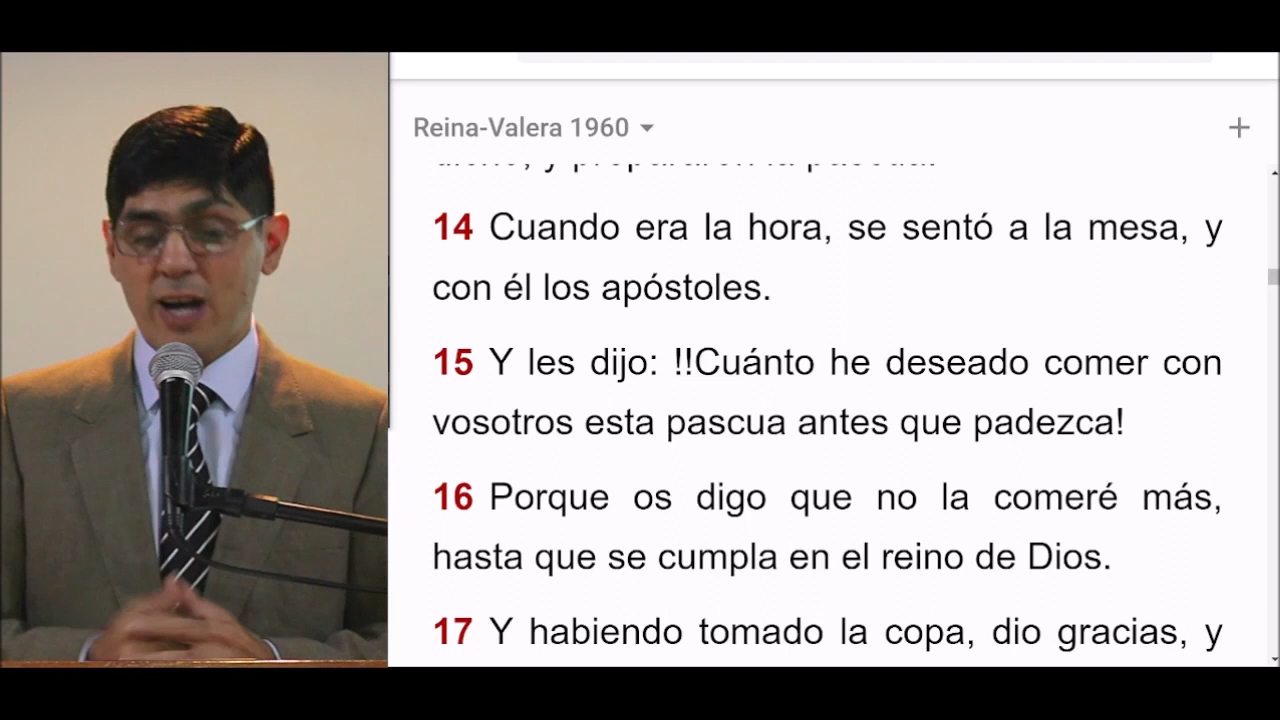 Reina-Valera 1960
14 Cuando era la hora, se sentó a la mesa, y
con él los apóstoles.
15 Y les dijo: !!Cuánto he deseado comer con
vosotros esta pascua antes que padezca!
16 Porque os digo que no la comeré más,
hasta que se cumpla en el reino de Dios.
17 Y habiendo tomado la copa, dio gracias, y